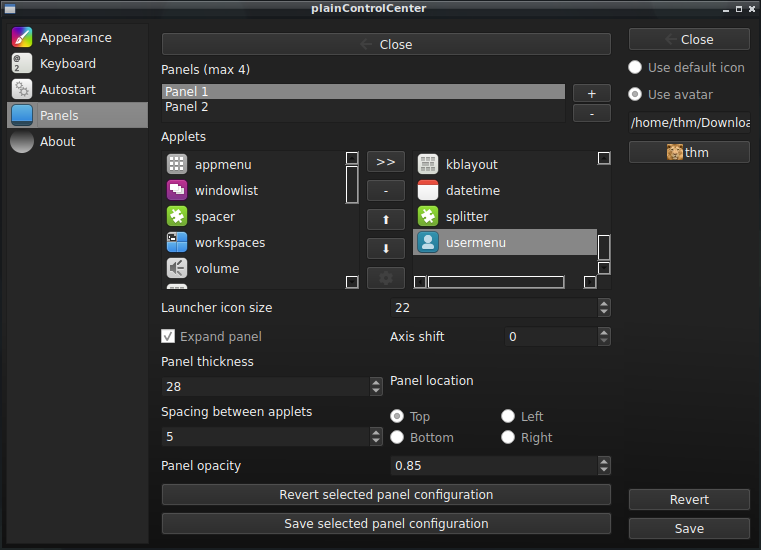 plainControlCenter
Appearance
Keyboard
Autostart
Panels
About
← Close
Panels (max 4)
Panel 1
Panel 2
+
-
Applets
appmenu
windowlist
spacer
workspaces
volume
>>
-
kblayout
datetime
splitter
usermenu
Launcher icon size
22
Expand panel
Axis shift
0
Panel thickness
28
Panel location
Spacing between applets
5
Top
Left
Bottom
Right
Panel opacity
0.85
Revert selected panel configuration
Save selected panel configuration
← Close
Use default icon
Use avatar
/home/thm/Downloa
thm
Revert
Save